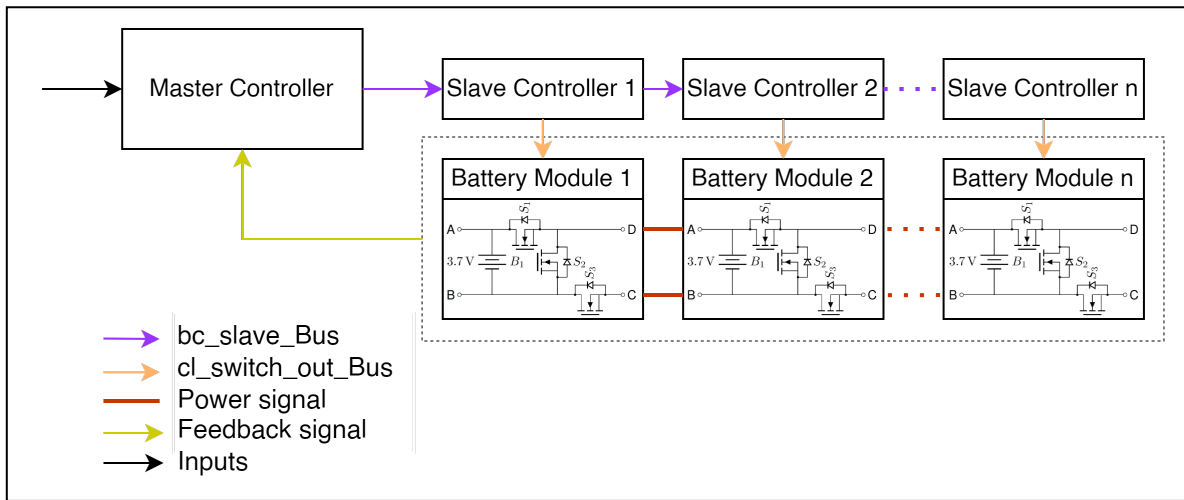 Master Controller
Slave Controller 1
Slave Controller 2
Slave Controller n
Battery Module 1
Battery Module 2
Battery Module n
A
S1
D
3.7 V
B1
S2
S3
B
C
A
S1
D
3.7 V
B1
S2
S3
B
C
A
S1
D
3.7 V
B1
S2
S3
B
C
bc_slave_Bus
cl_switch_out_Bus
Power signal
Feedback signal
Inputs